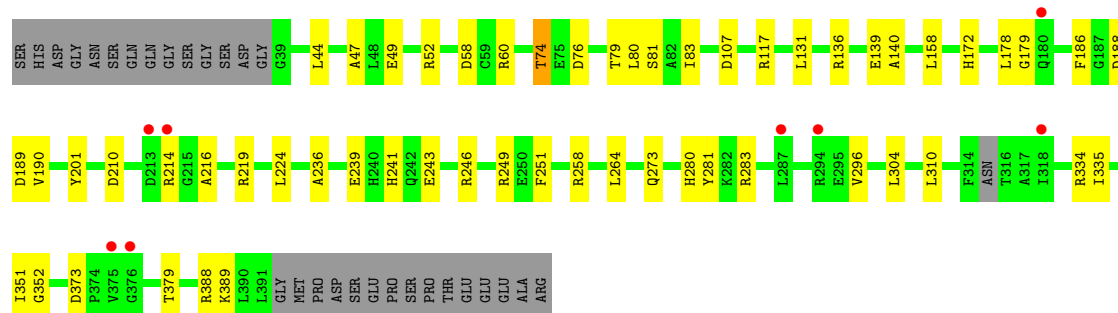 SER HIS ASP GLY ASN SER GLN GLN GLY SER GLY SER ASP GLY G39 L44 A47 L48 E49 R52 D58 C59 R60 T74 E75 D76 T79 L80 S81 A82 I83 D107 R117 L131 R136 E139 A140 L158 H172 L178 G179 Q180 F186 G187 D188
D189 V190 Y201 D210 D213 R214 G215 A216 R219 L224 A236 E239 H240 H241 Q242 E243 R246 R249 E250 F251 R258 L264 Q273 H280 Y281 K282 R283 L287 R294 E295 V296 L304 L310 F314 ASN T316 A317 I318 R334 I335
I351 G352 D373 P374 V375 G376 T379 R388 K389 L390 L391 GLY MET PRO ASP SER GLU PRO SER PRO THR GLU GLU GLU ALA ARG